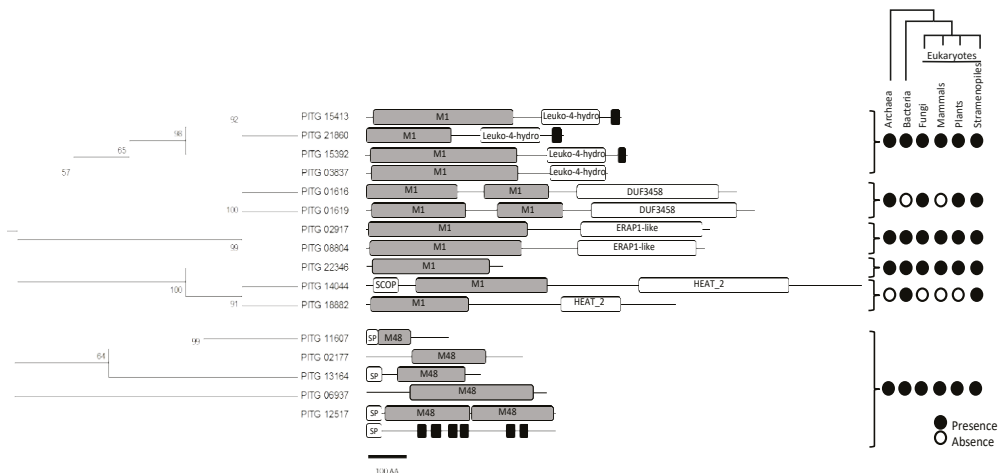 Eukaryotes
Archaea
Bacteria
Fungi
Mammals
Plants
Stramenopiles
92 PITG 15413 M1 Leuko-4-hydro
98 PITG 21860 M1 Leuko-4-hydro
65 PITG 15392 M1 Leuko-4-hydro
57 PITG 03837 M1 Leuko-4-hydro
PITG 01616 M1 M1 DUF3458
100 PITG 01619 M1 M1 DUF3458
PITG 02917 M1 ERAP1-like
99 PITG 08804 M1 ERAP1-like
PITG 22346 M1
100 PITG 14044 SCOP M1 HEAT_2
91 PITG 18882 M1 HEAT_2
99 PITG 11607 SP M48
64 PITG 02177 M48
PITG 13164 SP M48
PITG 06937 M48
PITG 12517 SP M48 M48
SP
Presence
Absence
100 AA